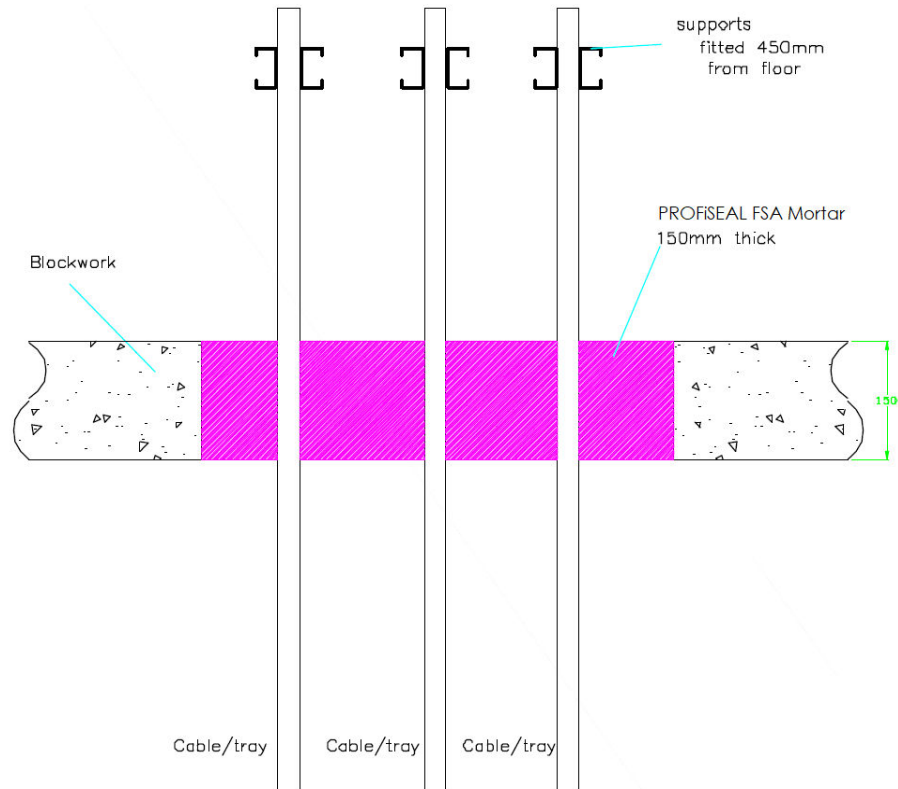 supports
fitted 450mm
from floor
PROFiSEAL FSA Mortar
150mm thick
Blockwork
150
Cable/tray
Cable/tray
Cable/tray